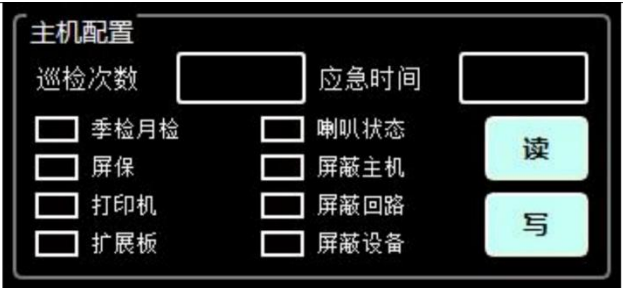 主机配置
巡检次数 应急时间
季检月检 喇叭状态
屏保 屏蔽主机
读
打印机 屏蔽回路
扩展板 屏蔽设备
写